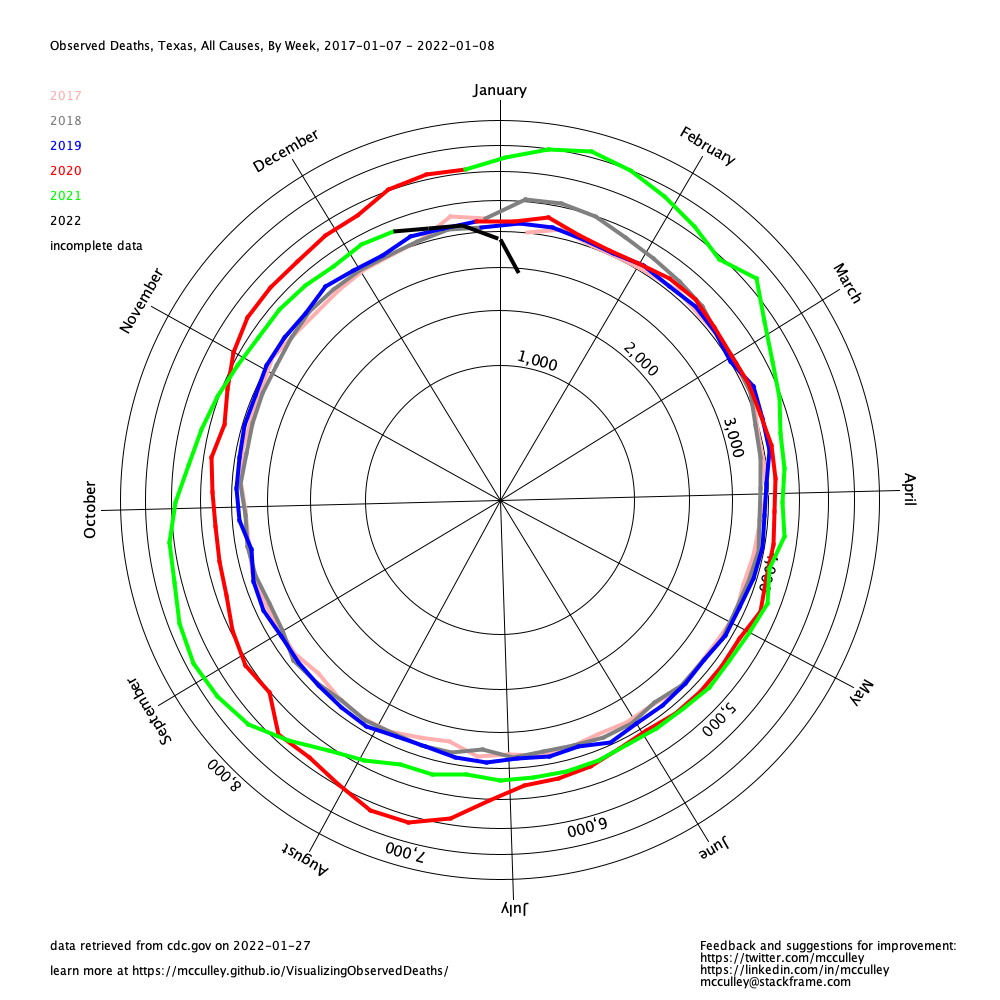 Observed Deaths, Texas, All Causes, By Week, 2017-01-07 - 2022-01-08
January
2017
2018
2019
2020
2021
2022
incomplete data
December
February
November
March
1,000
2,000
3,000
October
April
4,000
September
May
5,000
8,000
6,000
7,000
August
June
July
data retrieved from cdc.gov on 2022-01-27
learn more at https://mcculley.github.io/VisualizingObservedDeaths/
Feedback and suggestions for improvement:
https://twitter.com/mcculley
https://linkedin.com/in/mcculley
mcculley@stackframe.com